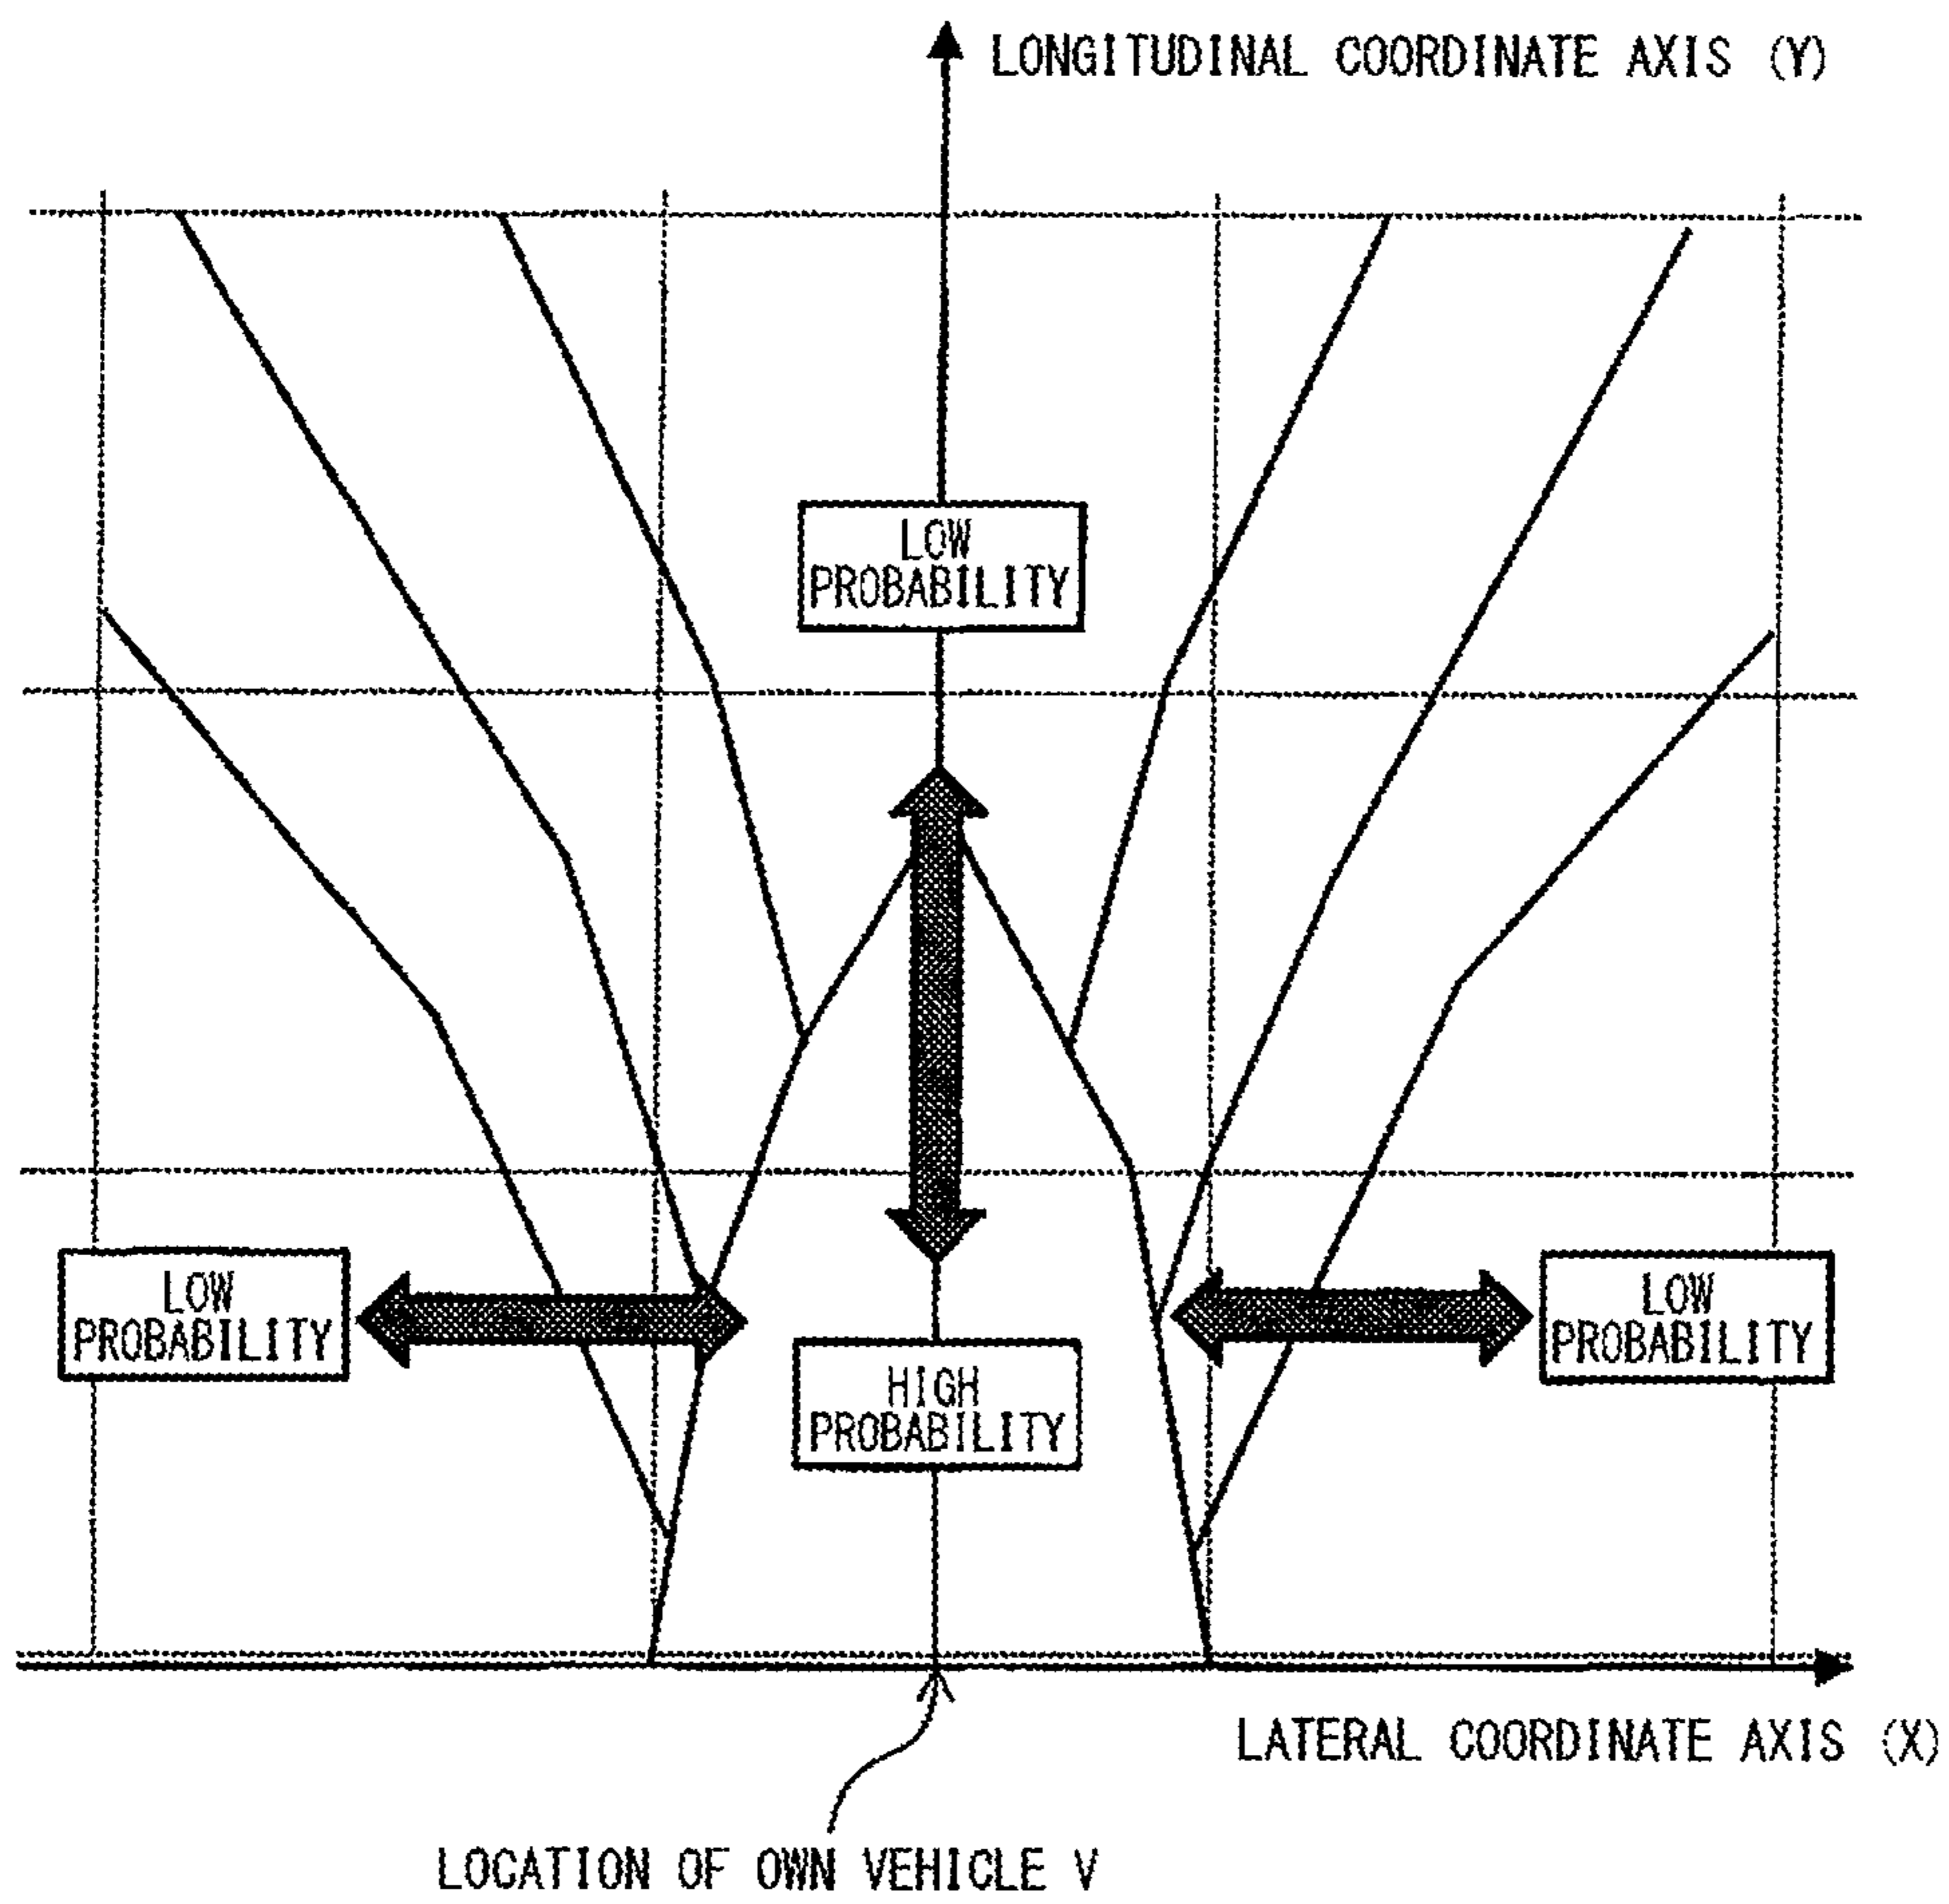 LONGITUDINAL COORDINATE AXIS (Y)
LOW
PROBABILITY
LOW
PROBABILITY
HIGH
PROBABILITY
LOW
PROBABILITY
LATERAL COORDINATE AXIS (X)
LOCATION OF OWN VEHICLE V